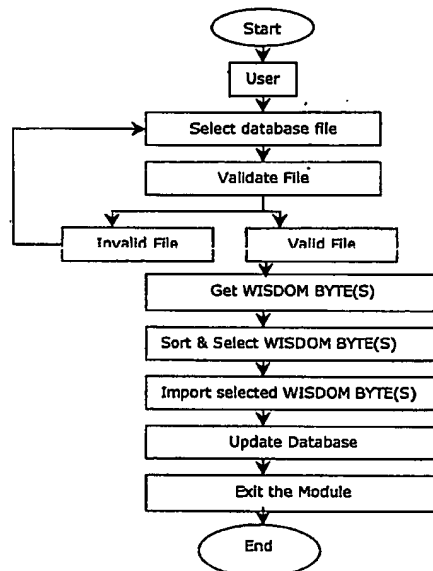 Start
User
Select database file
Validate File
Invalid File
Valid File
Get WISDOM BYTE(S)
Sort & Select WISDOM BYTE(S)
Import selected WISDOM BYTE(S)
Update Database
Exit the Module
End